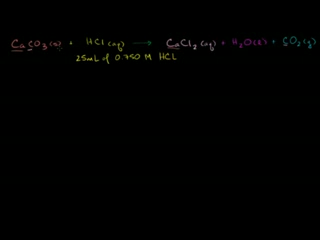 CaCO₃(s) + HCl(aq) → CaCl₂(aq) + H₂O(l) + CO₂(g)
25mL of 0.750 M HCl